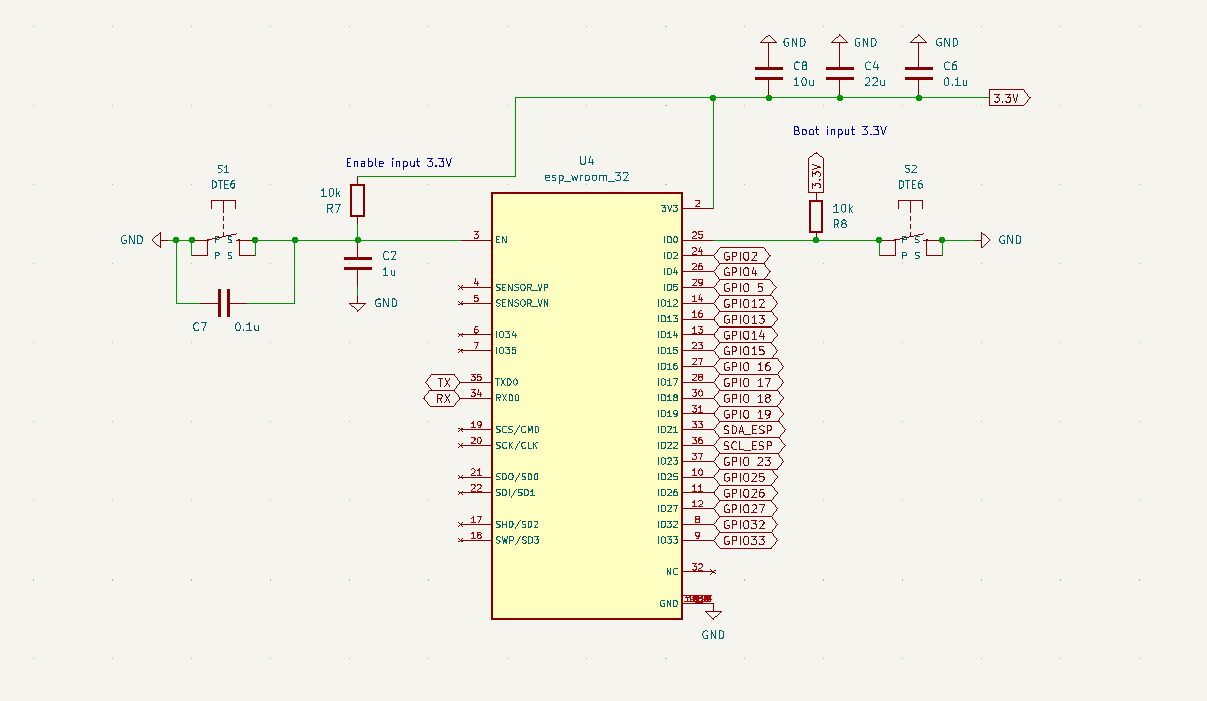 GND
GND
GND
C8
10u
C4
22u
C6
0.1u
3.3V
Boot input 3.3V
Enable input 3.3V
U4
esp_wroom_32
S1
DTE6
S2
DTE6
3.3V
10k
R7
10k
R8
GND
P S
P S
C2
1u
GND
C7
0.1u
P S
P S
GND
3 EN
4 SENSOR_VP
5 SENSOR_VN
6 IO34
7 IO35
TX 35 TXD0
RX 34 RXD0
19 SCS/CMD
20 SCK/CLK
21 SDO/SD0
22 SDI/SD1
17 SHD/SD2
18 SWP/SD3
3V3 2
IO0 25
IO2 24 GPIO2
IO4 26 GPIO4
IO5 29 GPIO 5
IO12 14 GPIO12
IO13 16 GPIO13
IO14 13 GPIO14
IO15 23 GPIO15
IO16 27 GPIO 16
IO17 28 GPIO 17
IO18 30 GPIO 18
IO19 31 GPIO 19
IO21 33 SDA_ESP
IO22 36 SCL_ESP
IO23 37 GPIO 23
IO25 10 GPIO25
IO26 11 GPIO26
IO27 12 GPIO27
IO32 8 GPIO32
IO33 9 GPIO33
NC 32
GND
GND